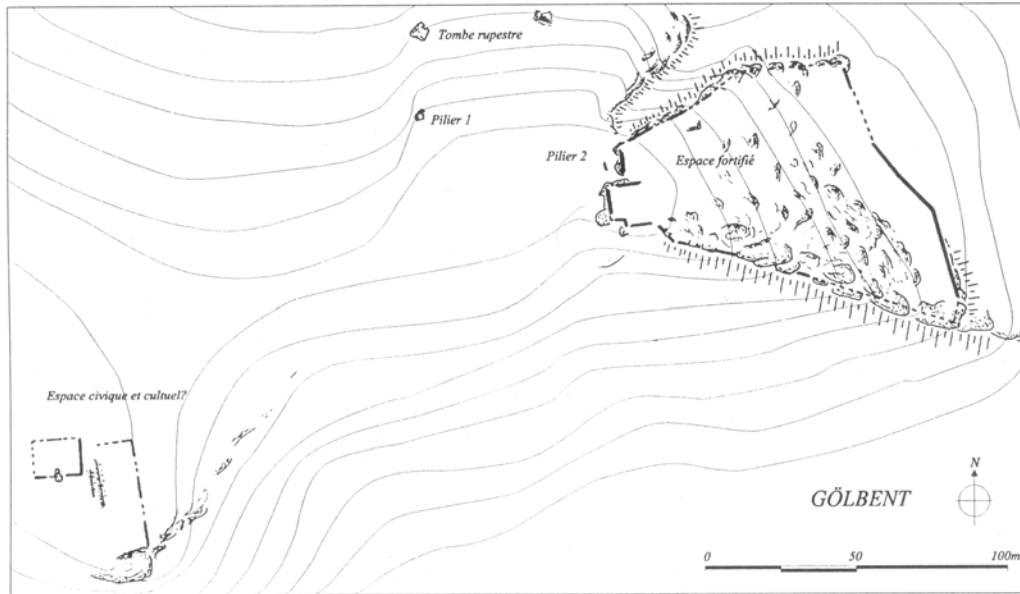 Tombe rupestre
Pilier 1
Pilier 2
Espace fortifié
Espace civique et cultuel?
GÖLBENT
N
0 50 100m